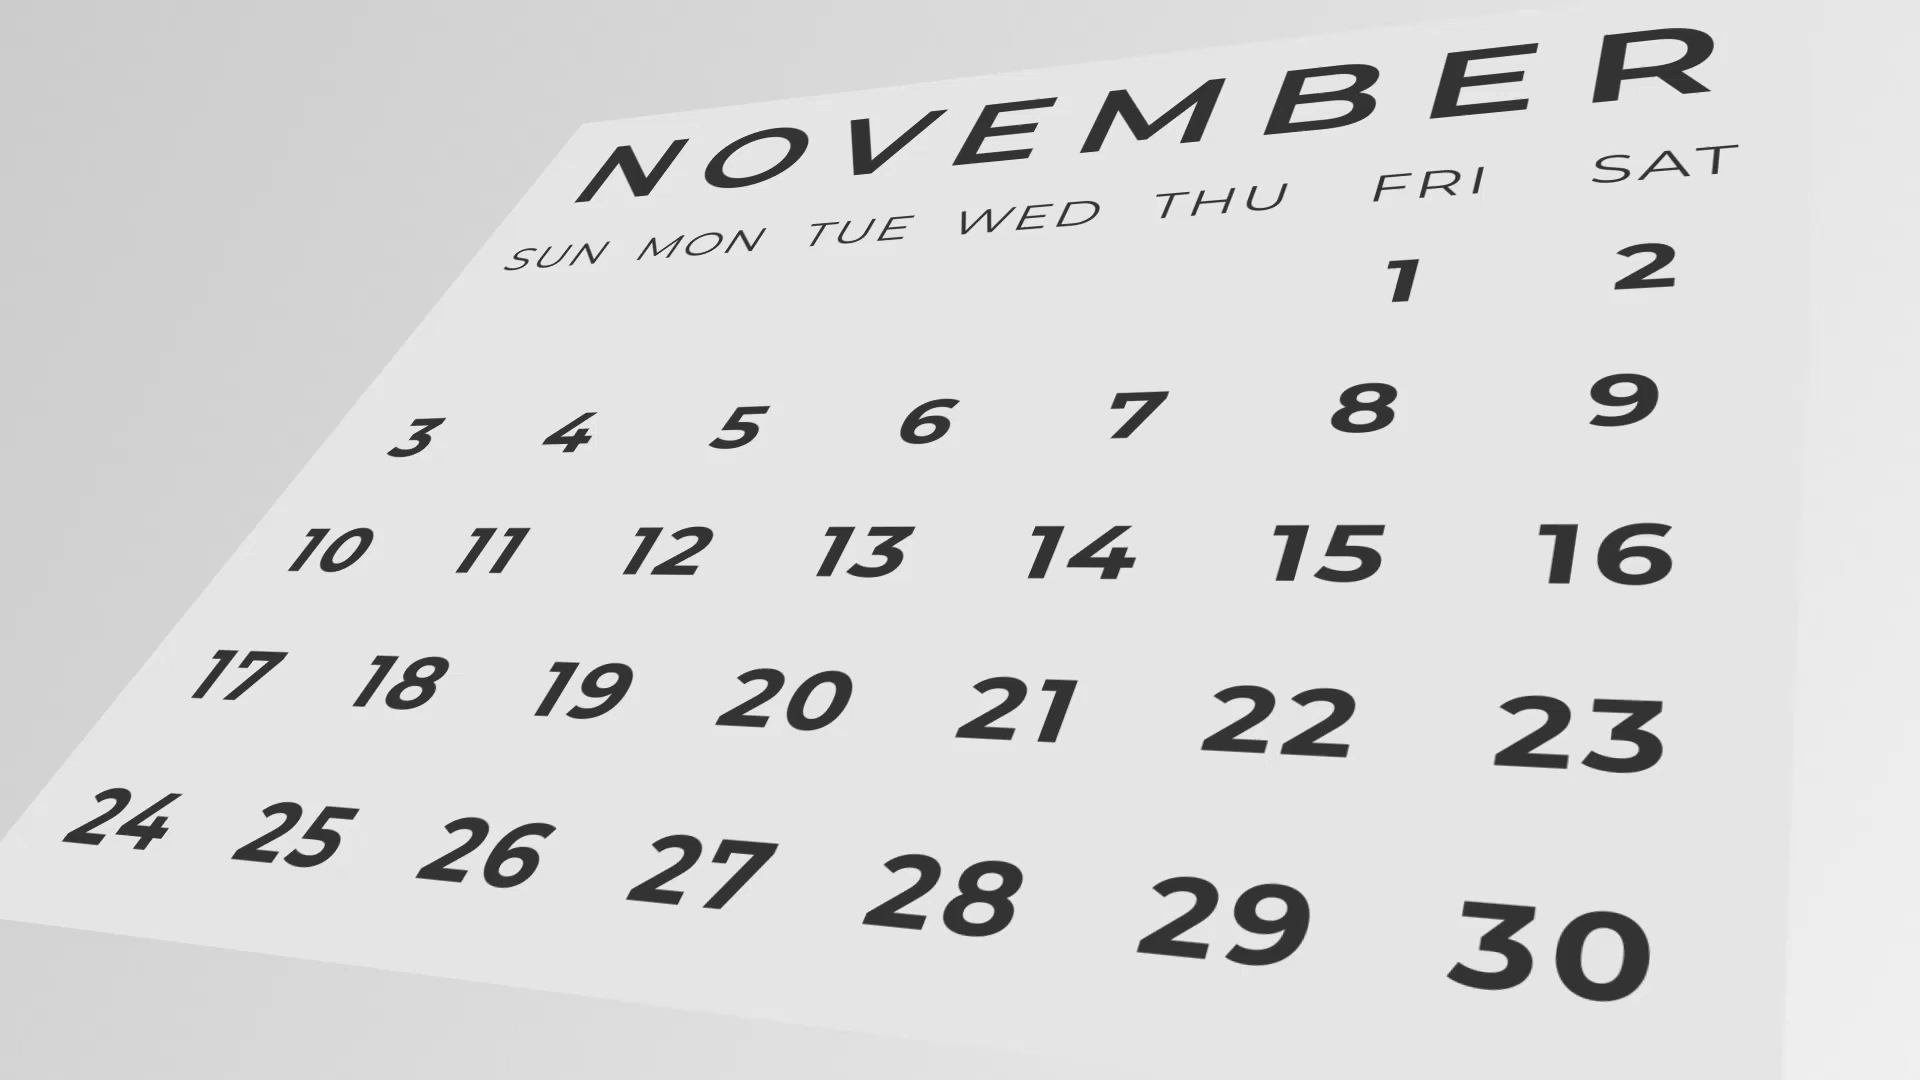 NOVEMBER
SUN MON TUE WED THU FRI SAT
1 2
3 4 5 6 7 8 9
10 11 12 13 14 15 16
17 18 19 20 21 22 23
24 25 26 27 28 29 30